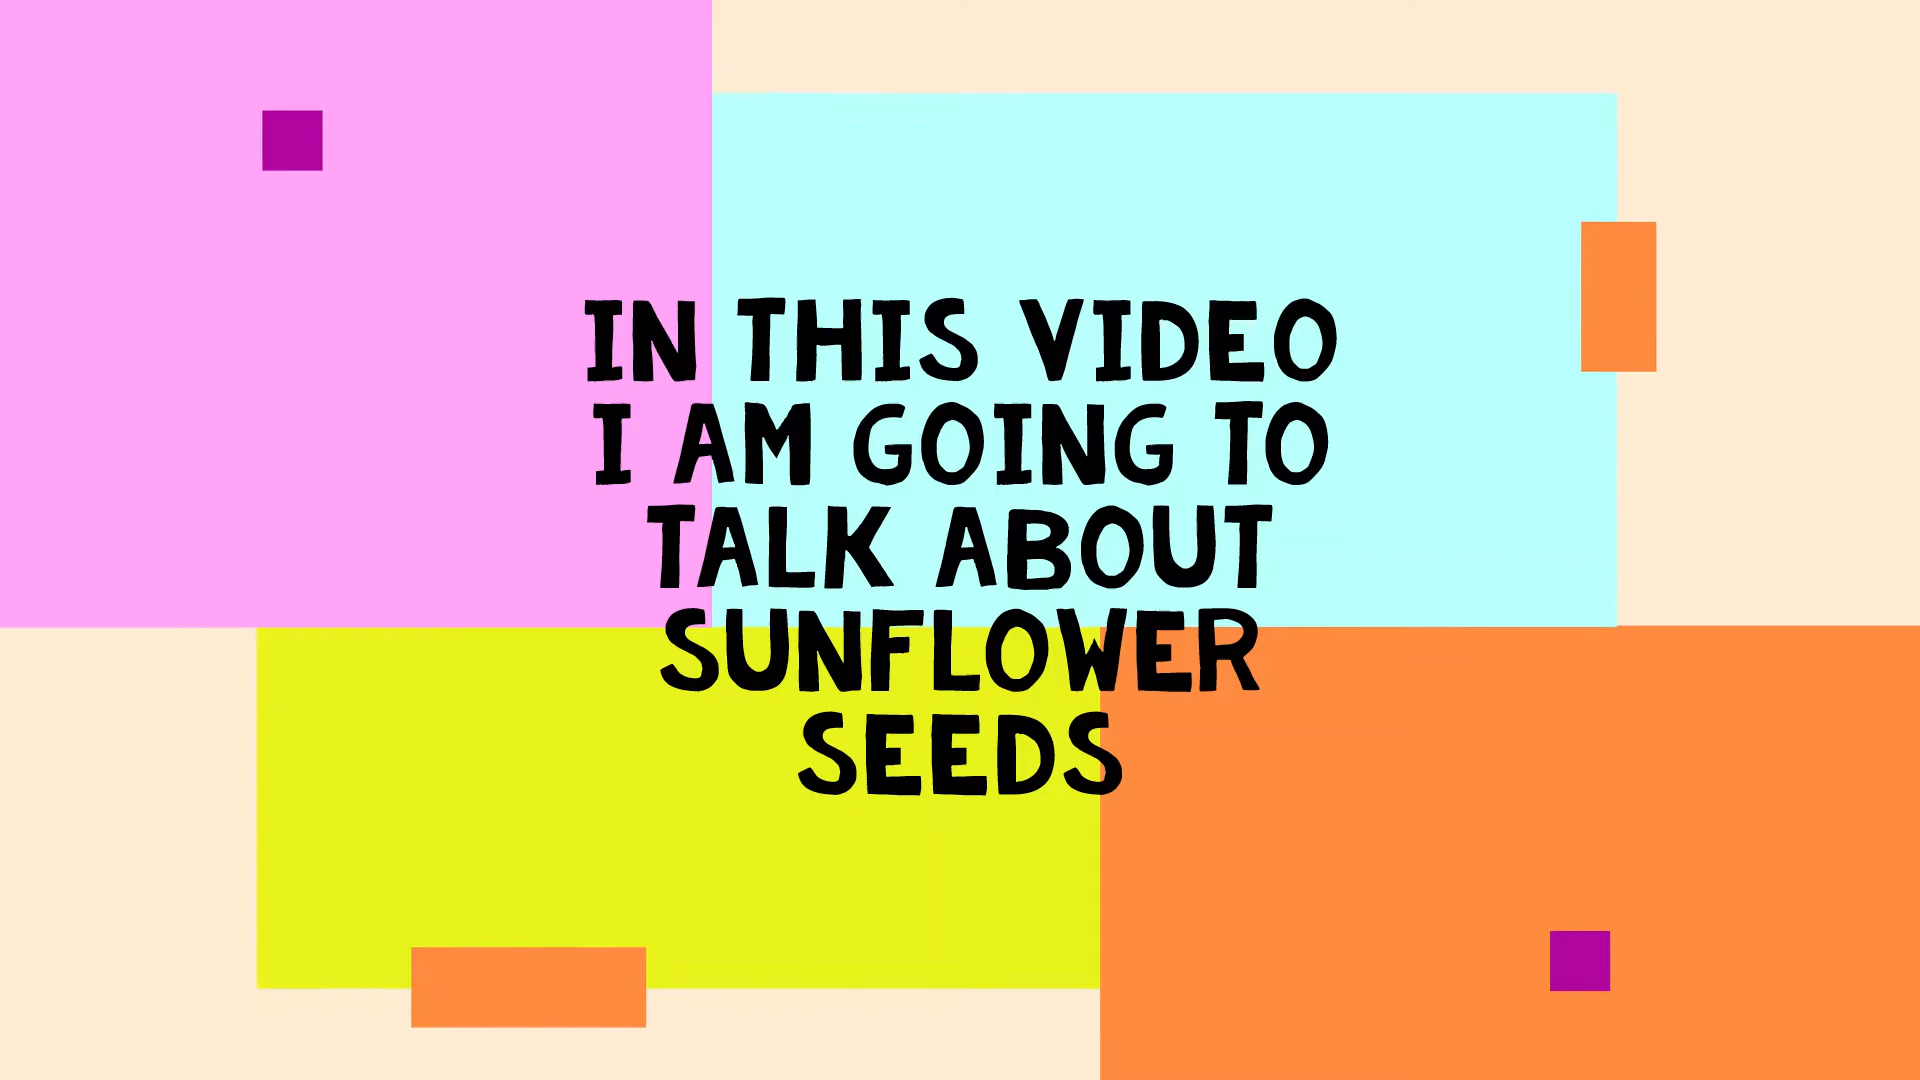 IN THIS VIDEO
I AM GOING TO
TALK ABOUT
SUNFLOWER
SEEDS